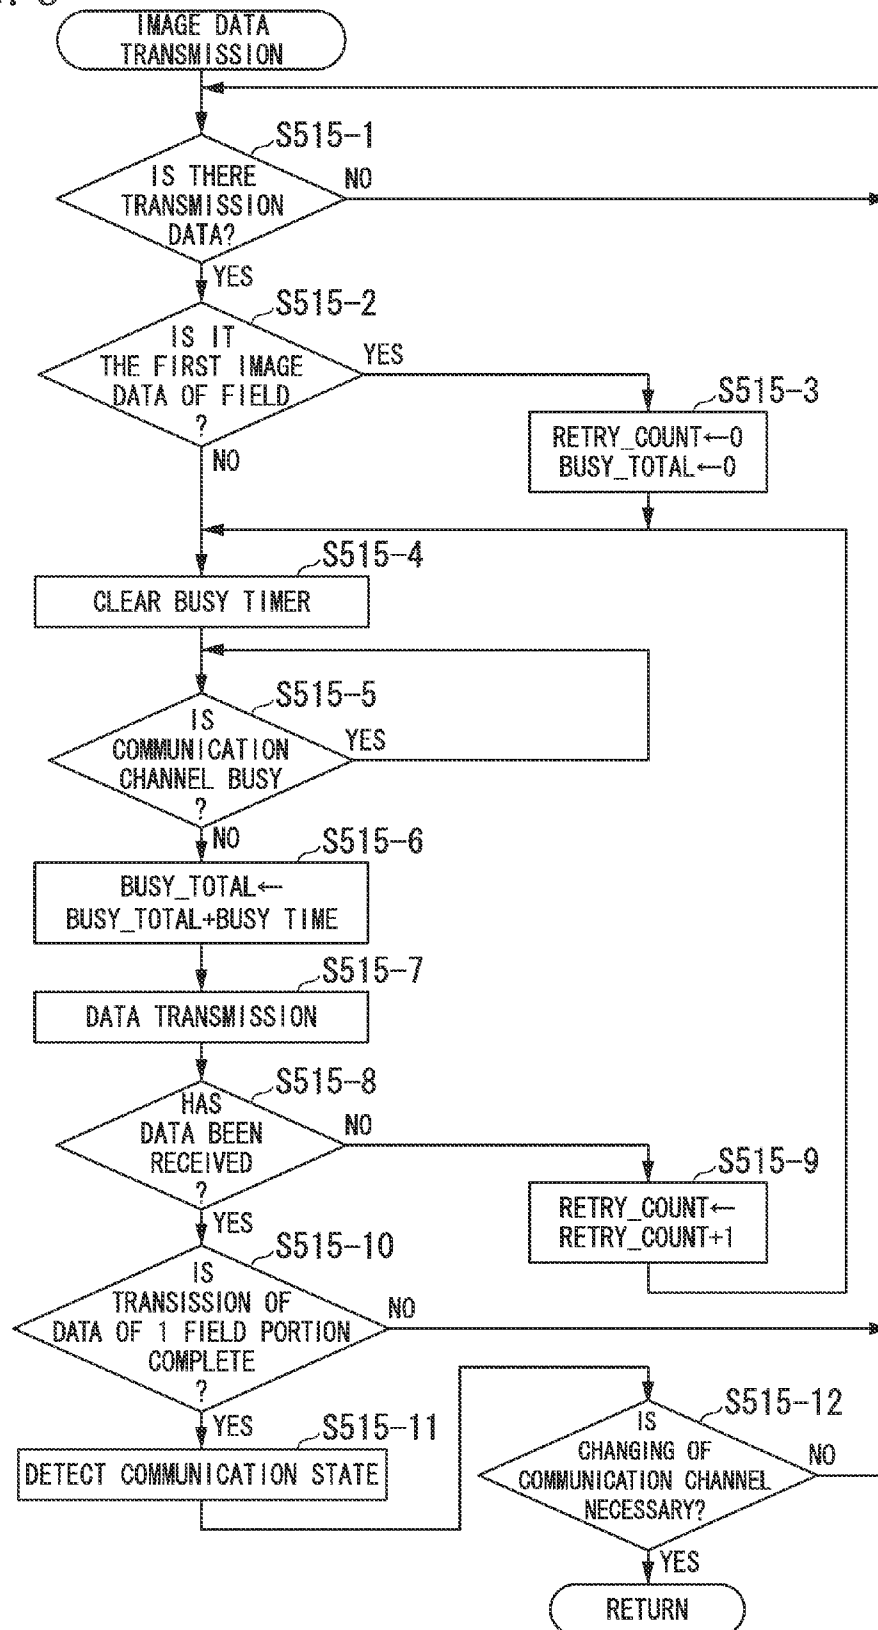 IMAGE DATA
TRANSMISSION
S515-1
IS THERE
TRANSMISSION
DATA?
NO
YES
S515-2
IS IT
THE FIRST IMAGE
DATA OF FIELD
?
YES
NO
S515-3
RETRY_COUNT←0
BUSY_TOTAL←0
S515-4
CLEAR BUSY TIMER
S515-5
IS
COMMUNICATION
CHANNEL BUSY
?
YES
NO
S515-6
BUSY_TOTAL←
BUSY_TOTAL+BUSY TIME
S515-7
DATA TRANSMISSION
S515-8
HAS
DATA BEEN
RECEIVED
?
NO
YES
S515-9
RETRY_COUNT←
RETRY_COUNT+1
S515-10
IS
TRANSISSION OF
DATA OF 1 FIELD PORTION
COMPLETE
?
NO
YES
S515-11
DETECT COMMUNICATION STATE
S515-12
IS
CHANGING OF
COMMUNICATION CHANNEL
NECESSARY?
NO
YES
RETURN